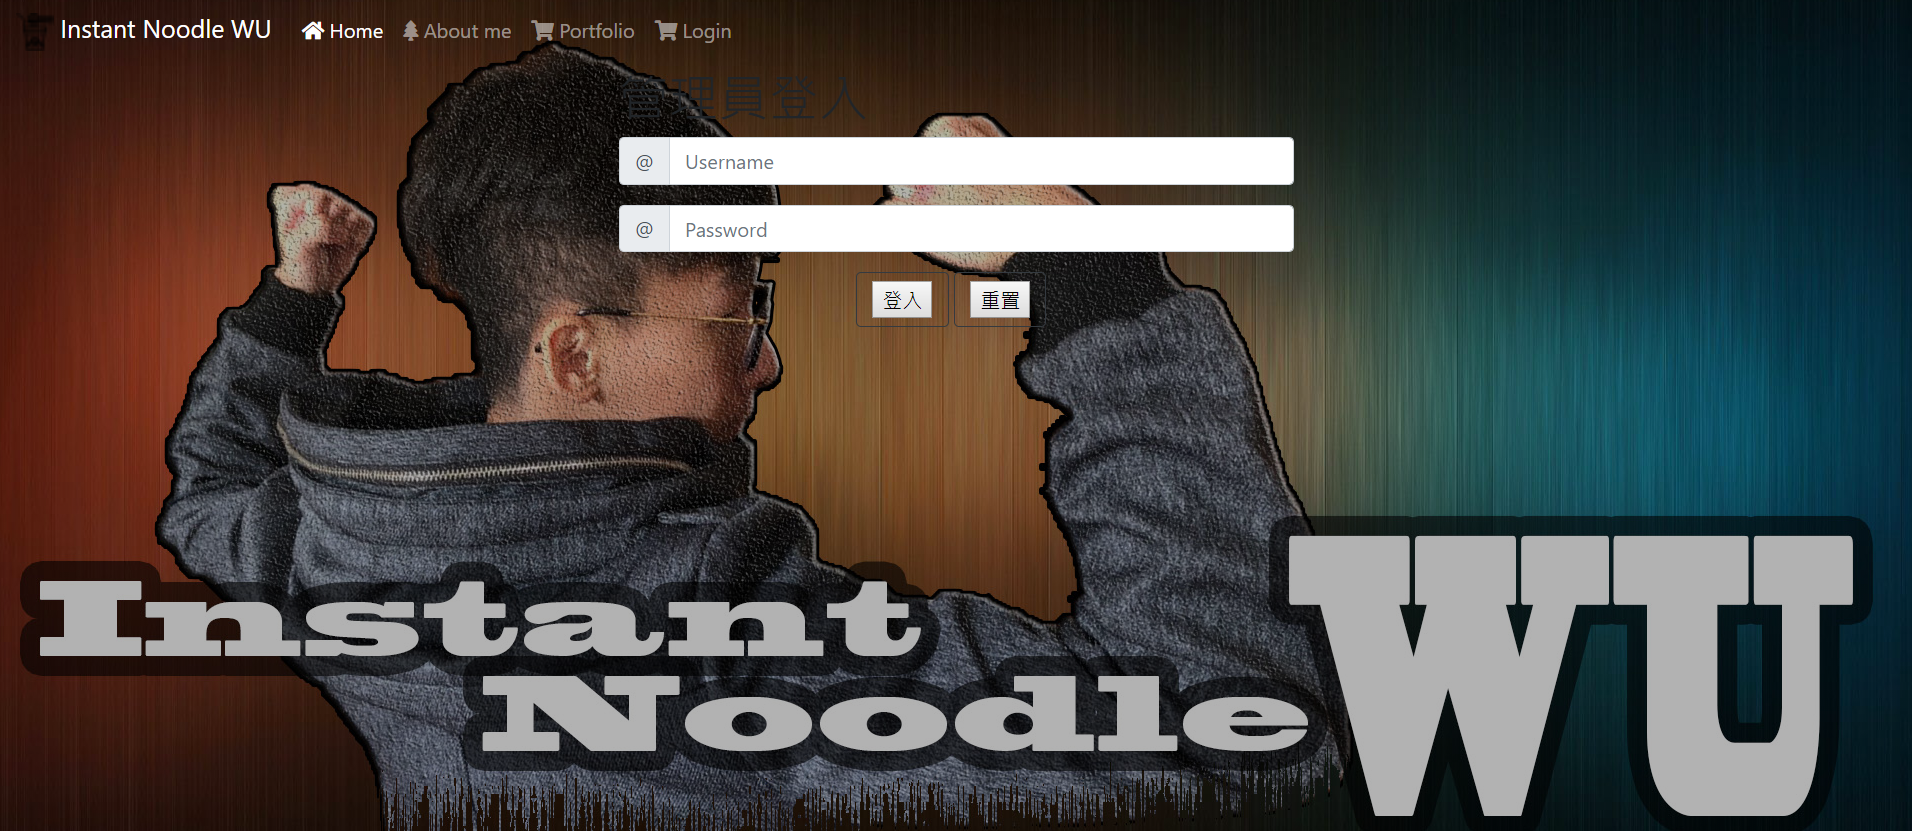 Instant Noodle WU Home About me Portfolio Login
管理員登入
@ Username
@ Password
登入 重置
Instant
Noodle WU